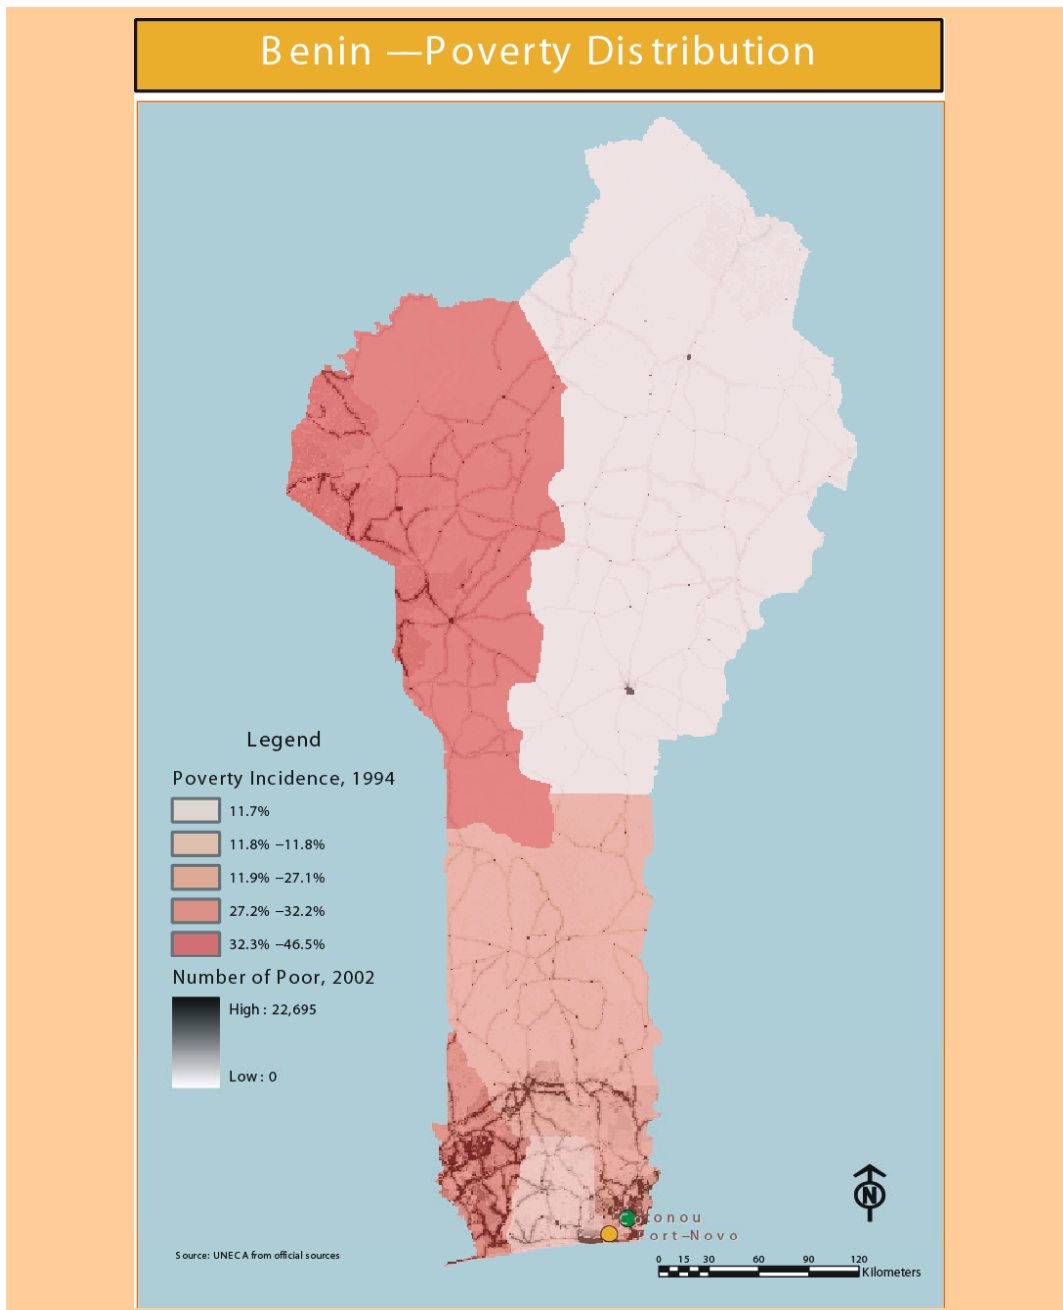 Benin —Poverty Distribution
Legend
Poverty Incidence, 1994
11.7%
11.8% –11.8%
11.9% –27.1%
27.2% –32.2%
32.3% –46.5%
Number of Poor, 2002
High : 22,695
Low : 0
N
tonou
ort–Novo
Source: UNECA from official sources
0 15 30 60 90 120
Kilometers